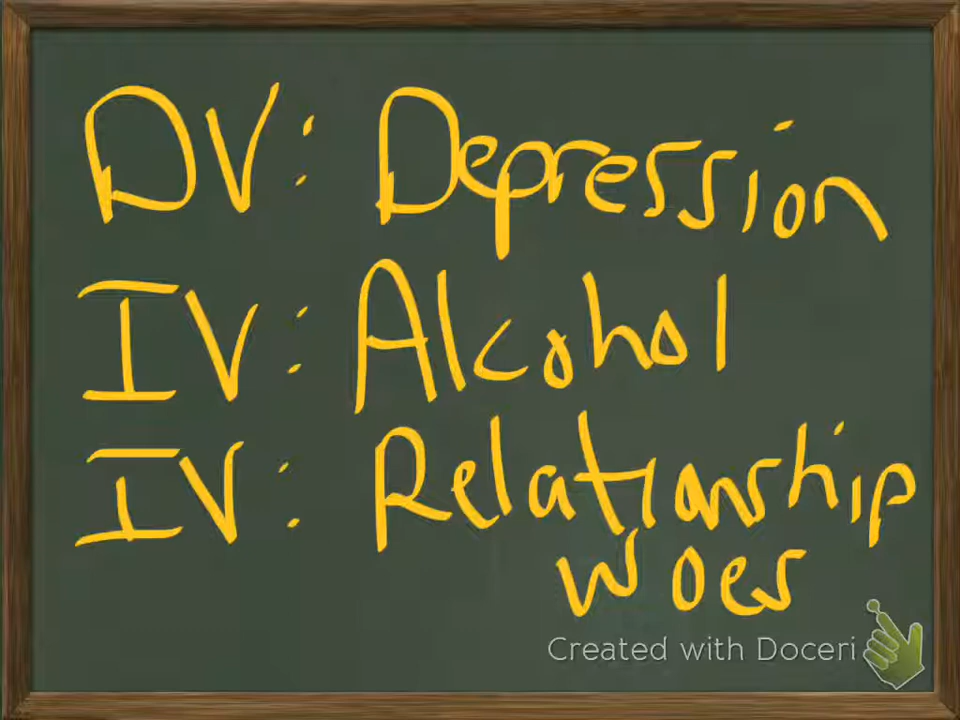 DV: Depression
IV: Alcohol
IV: Relationship
woes
Created with Doceri